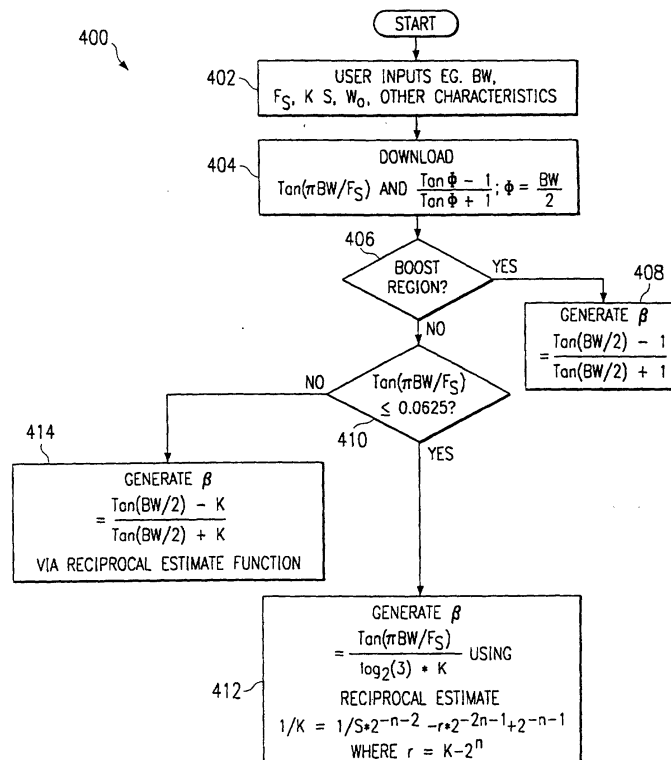 START
400
402
USER INPUTS EG. BW,
F_S, K S, W_o, OTHER CHARACTERISTICS
404
DOWNLOAD
Tan(πBW/F_S) AND (Tan Φ - 1)/(Tan Φ + 1); Φ = BW/2
406
BOOST
REGION?
YES
408
GENERATE β
= (Tan(BW/2) - 1)/(Tan(BW/2) + 1)
NO
NO
Tan(πBW/F_S)
≤ 0.0625?
410
YES
414
GENERATE β
= (Tan(BW/2) - K)/(Tan(BW/2) + K)
VIA RECIPROCAL ESTIMATE FUNCTION
412
GENERATE β
= Tan(πBW/F_S)/(log₂(3) * K) USING
RECIPROCAL ESTIMATE
1/K = 1/S*2^{-n-2} -r*2^{-2n-1}+2^{-n-1}
WHERE r = K-2^n